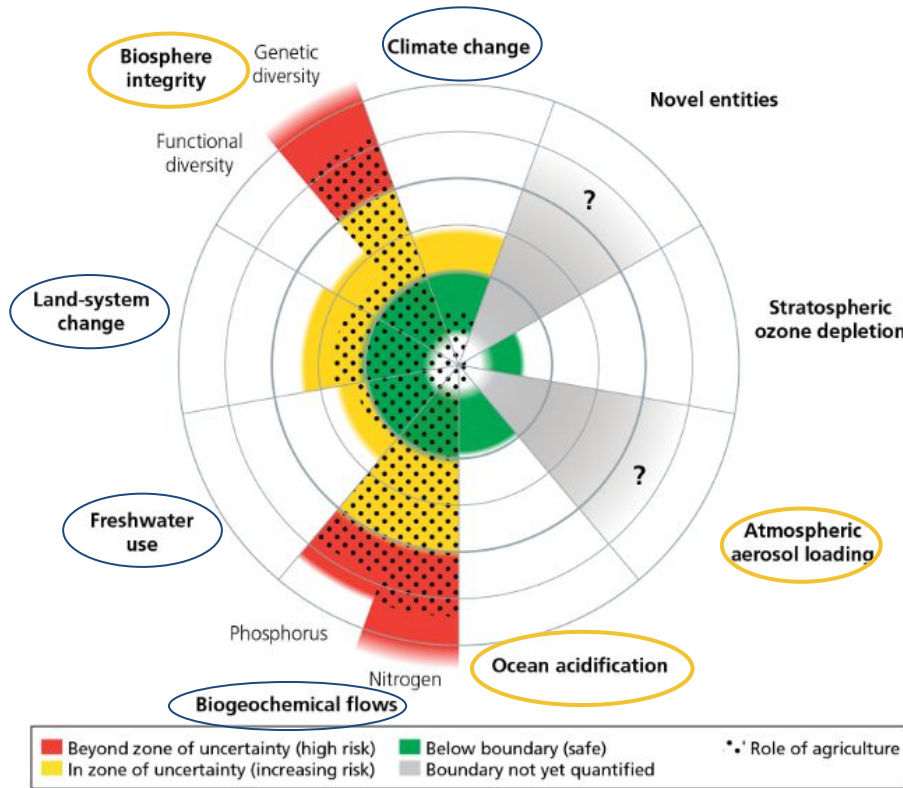 Climate change
Biosphere
integrity
Genetic
diversity
Novel entities
Functional
diversity
?
Land-system
change
Stratospheric
ozone depletion
?
Freshwater
use
Atmospheric
aerosol loading
Phosphorus
Nitrogen
Ocean acidification
Biogeochemical flows
Beyond zone of uncertainty (high risk)
In zone of uncertainty (increasing risk)
Below boundary (safe)
Boundary not yet quantified
Role of agriculture